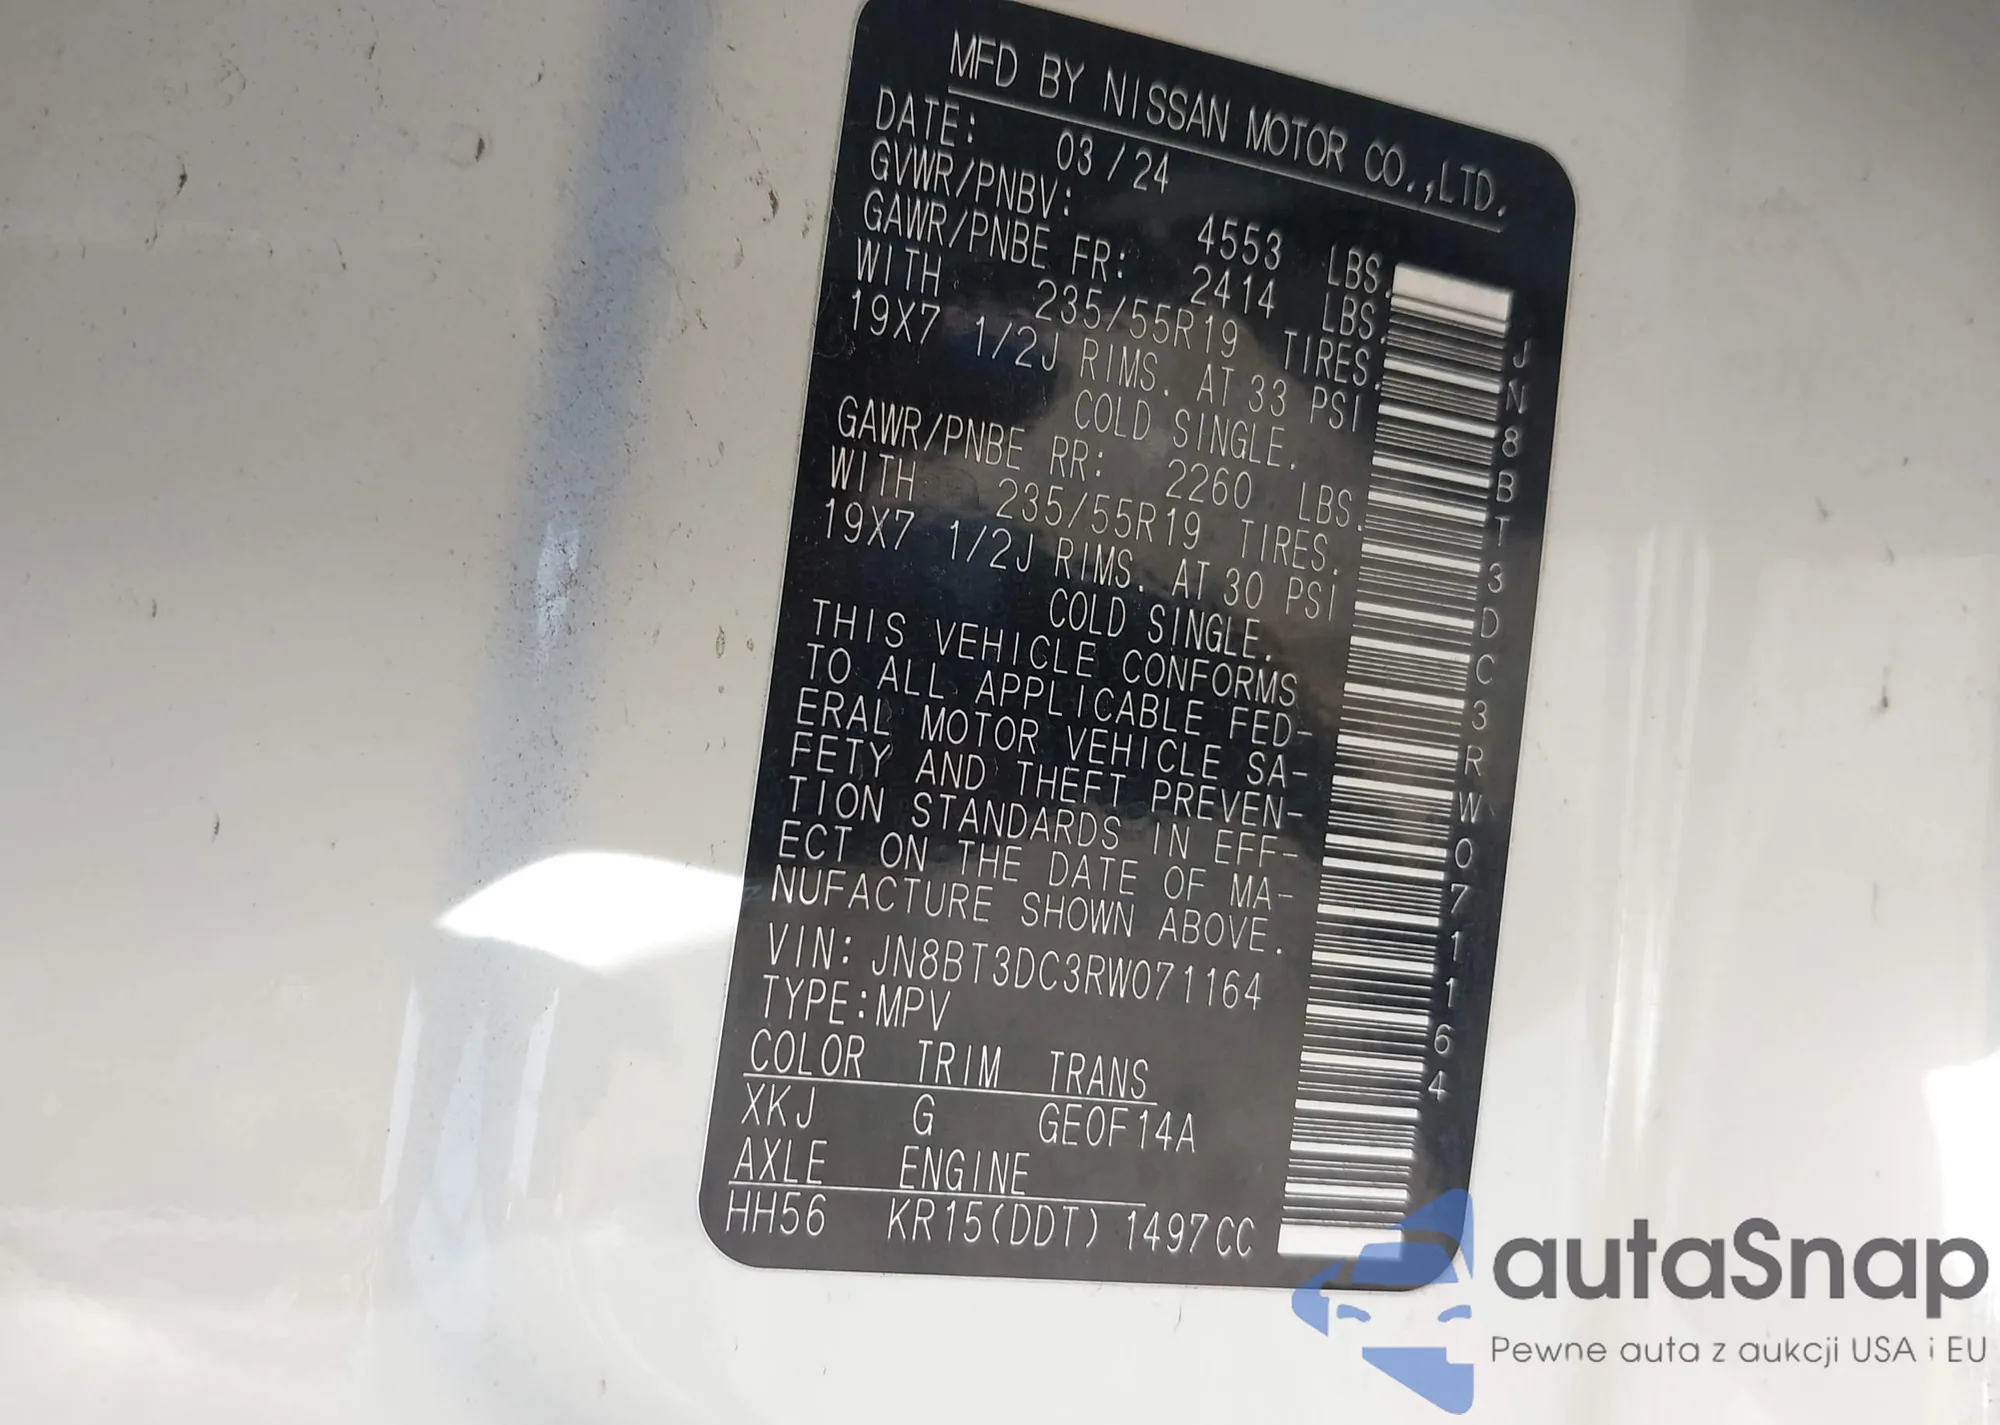 MFD BY NISSAN MOTOR CO.,LTD.
DATE: 03/24
GVWR/PNBV: 4553 LBS.
GAWR/PNBE FR: 2414 LBS.
WITH 235/55R19 TIRES.
19X7 1/2J RIMS. AT 33 PSI
COLD SINGLE.
GAWR/PNBE RR: 2260 LBS.
WITH 235/55R19 TIRES.
19X7 1/2J RIMS. AT 30 PSI
COLD SINGLE.
THIS VEHICLE CONFORMS
TO ALL APPLICABLE FED-
ERAL MOTOR VEHICLE SA-
FETY AND THEFT PREVEN-
TION STANDARDS IN EFF-
ECT ON THE DATE OF MA-
NUFACTURE SHOWN ABOVE.
VIN: JN8BT3DC3RW071164
TYPE:MPV
COLOR TRIM TRANS
XKJ G GE0F14A
AXLE ENGINE
HH56 KR15(DDT) 1497CC
JN8BT3DC3RW071164
autaSnap
Pewne auta z aukcji USA i EU